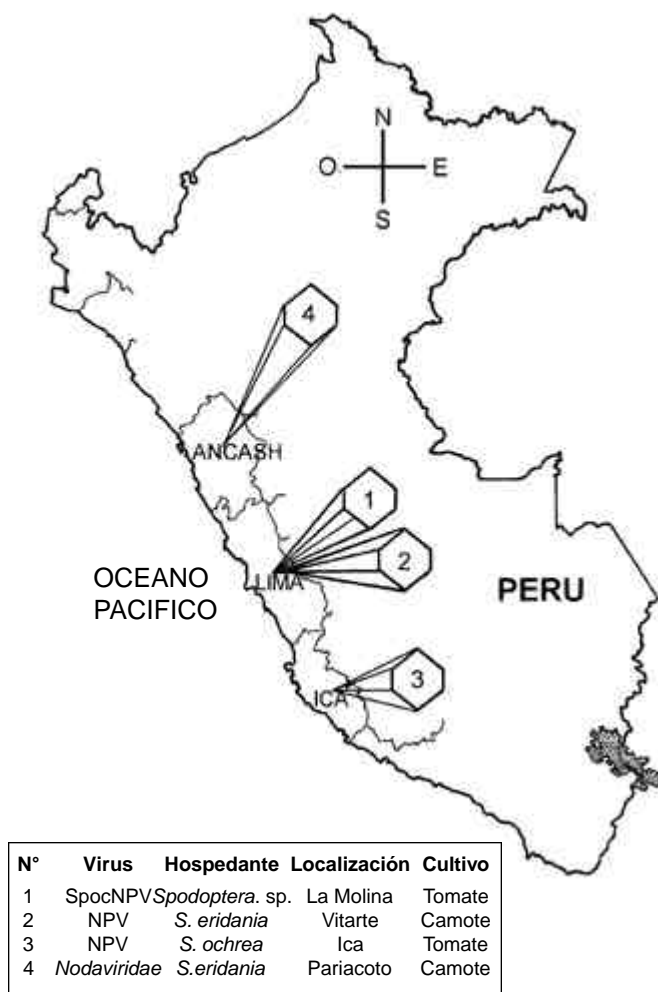 N
O
E
S
4
ANCASH
1
2
OCEANO
PACIFICO
LIMA
PERU
3
ICA
N° Virus Hospedante Localización Cultivo
1 SpocNPV Spodoptera. sp. La Molina Tomate
2 NPV S. eridania Vitarte Camote
3 NPV S. ochrea Ica Tomate
4 Nodaviridae S.eridania Pariacoto Camote